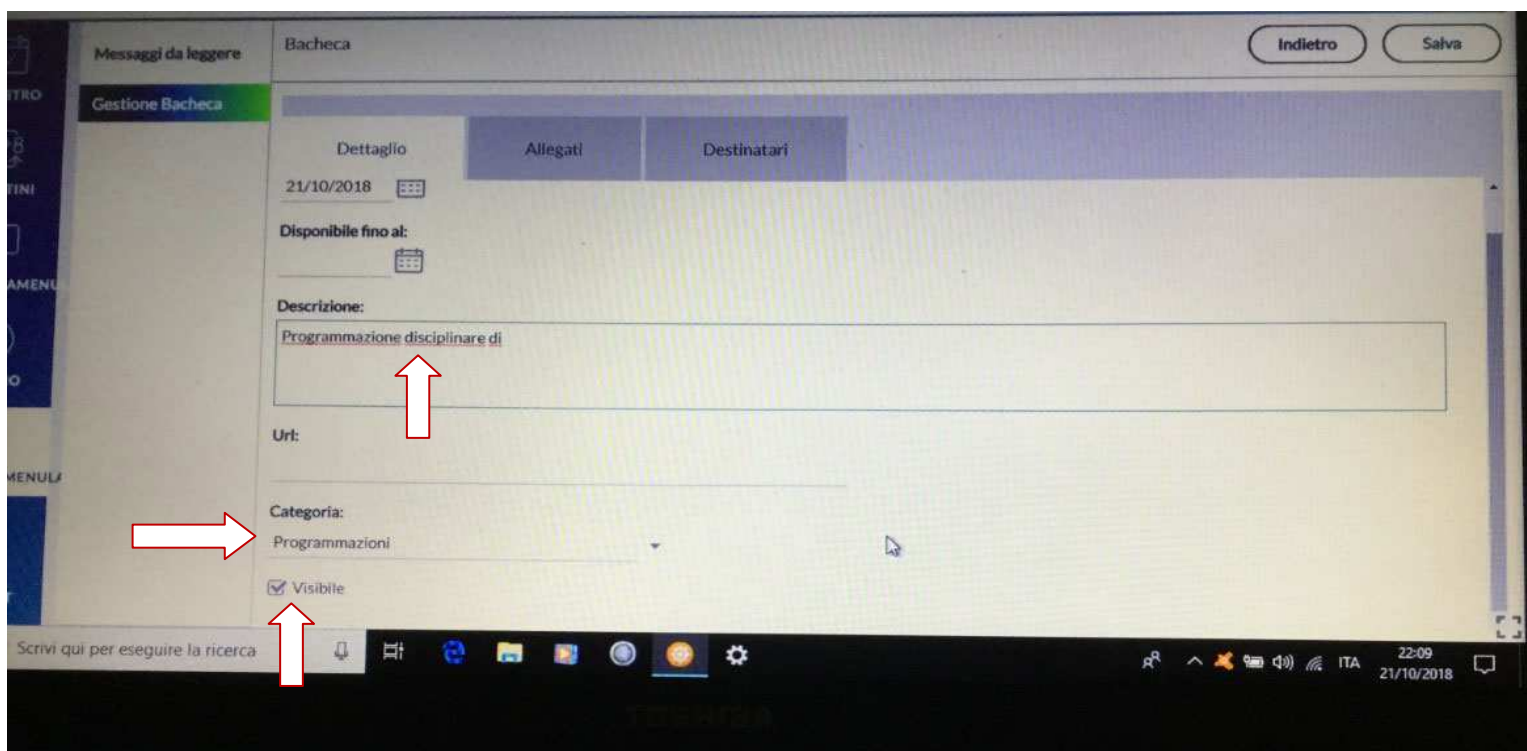 Messaggi da leggere
Bacheca
Indietro
Salva
Gestione Bacheca
Dettaglio
Allegati
Destinatari
21/10/2018
Disponibile fino al:
Descrizione:
Programmazione disciplinare di
Url:
Categoria:
Programmazioni
Visibile
Scrivi qui per eseguire la ricerca
ITA
22:09
21/10/2018
TOSHIBA